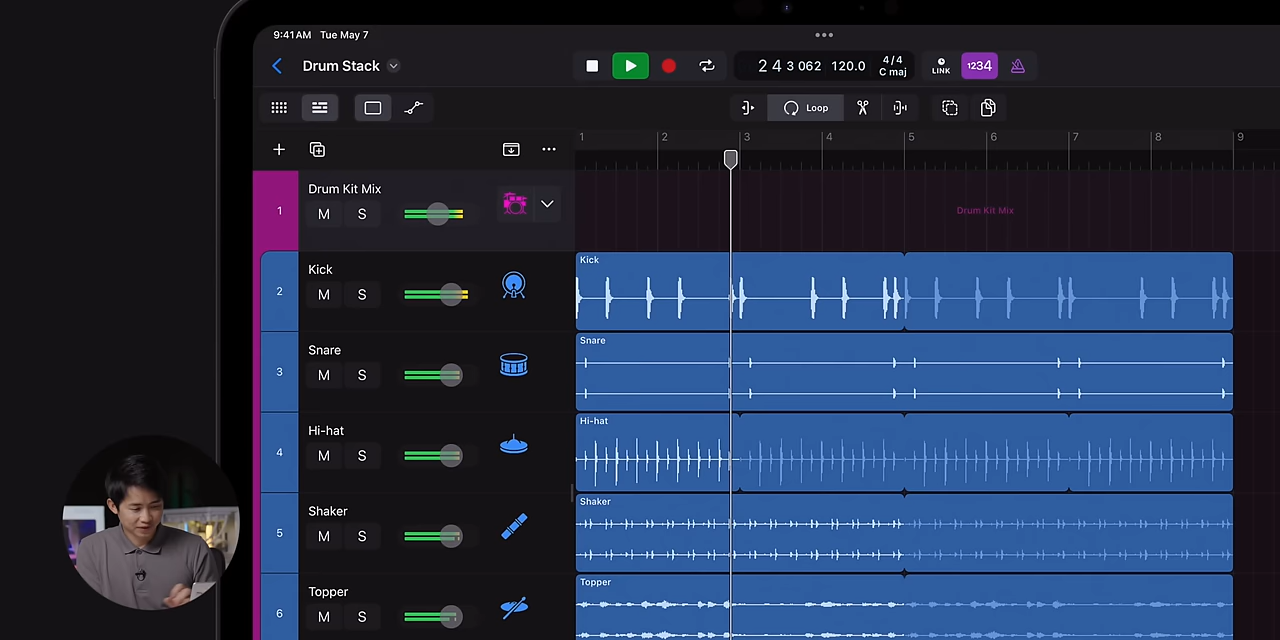 9:41 AM Tue May 7
Drum Stack
2 4 3 062 120.0 4/4 C maj
LINK
1234
Loop
1 2 3 4 5 6 7 8 9
1
Drum Kit Mix
M S
Drum Kit Mix
2
Kick
M S
Kick
3
Snare
M S
Snare
4
Hi-hat
M S
Hi-hat
5
Shaker
M S
Shaker
6
Topper
M S
Topper